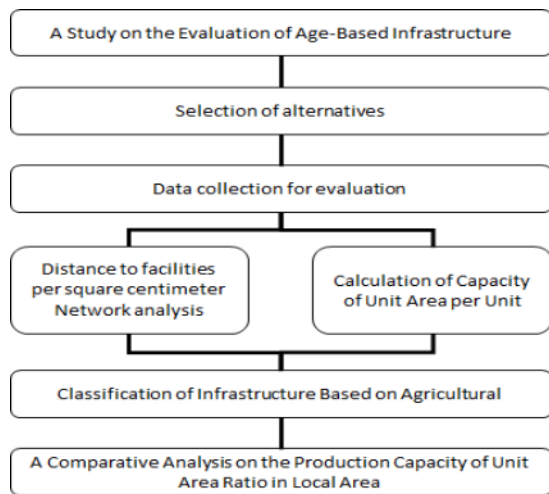 A Study on the Evaluation of Age-Based Infrastructure
Selection of alternatives
Data collection for evaluation
Distance to facilities
per square centimeter
Network analysis
Calculation of Capacity
of Unit Area per Unit
Classification of Infrastructure Based on Agricultural
A Comparative Analysis on the Production Capacity of Unit
Area Ratio in Local Area